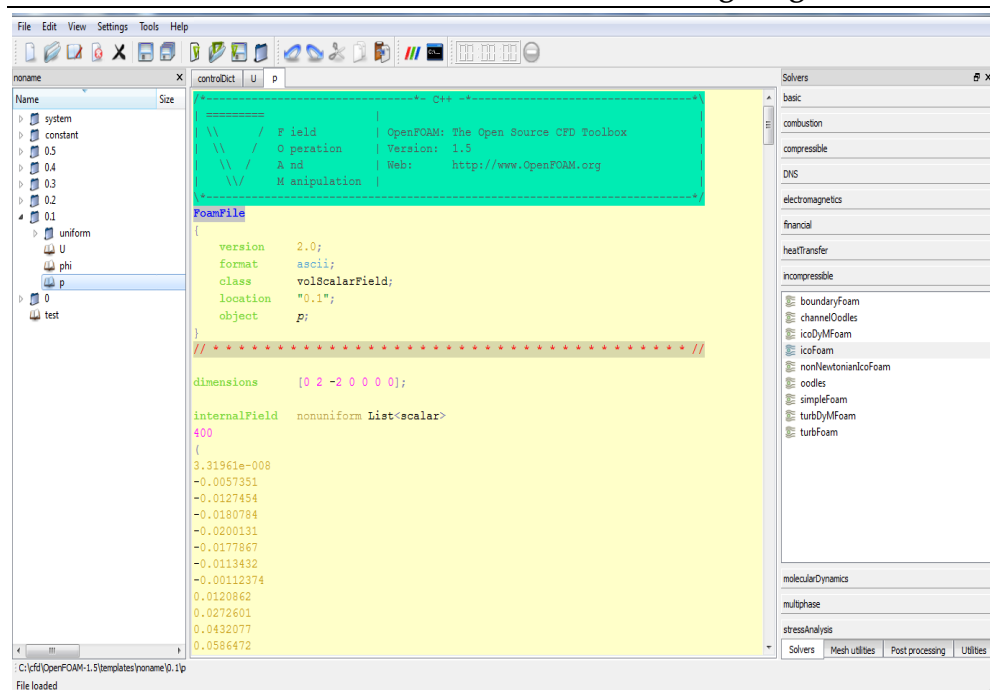 File Edit View Settings Tools Help
noname
Name Size
system
constant
0.5
0.4
0.3
0.2
0.1
uniform
U
phi
p
0
test
controlDict U p
/*---------------------------------*- C++ -*----------------------------------*\
| ========= | |
| \\ / F ield | OpenFOAM: The Open Source CFD Toolbox |
| \\ / O peration | Version: 1.5 |
| \\ / A nd | Web: http://www.OpenFOAM.org |
| \\/ M anipulation | |
\*---------------------------------------------------------------------------*/
FoamFile
{
version 2.0;
format ascii;
class volScalarField;
location "0.1";
object p;
}
// * * * * * * * * * * * * * * * * * * * * * * * * * * * * * * * * * * * * * //
dimensions [0 2 -2 0 0 0 0];
internalField nonuniform List<scalar>
400
(
3.31961e-008
-0.0057351
-0.0127454
-0.0180784
-0.0200131
-0.0177867
-0.0113432
-0.00112374
0.0120862
0.0272601
0.0432077
0.0586472
Solvers
basic
combustion
compressible
DNS
electromagnetics
financial
heatTransfer
incompressible
boundaryFoam
channelOodles
icoDyMFoam
icoFoam
nonNewtonianIcoFoam
oodles
simpleFoam
turbDyMFoam
turbFoam
molecularDynamics
multiphase
stressAnalysis
Solvers Mesh utilities Post processing Utilities
C:\cfd\OpenFOAM-1.5\templates\noname\0.1\p
File loaded